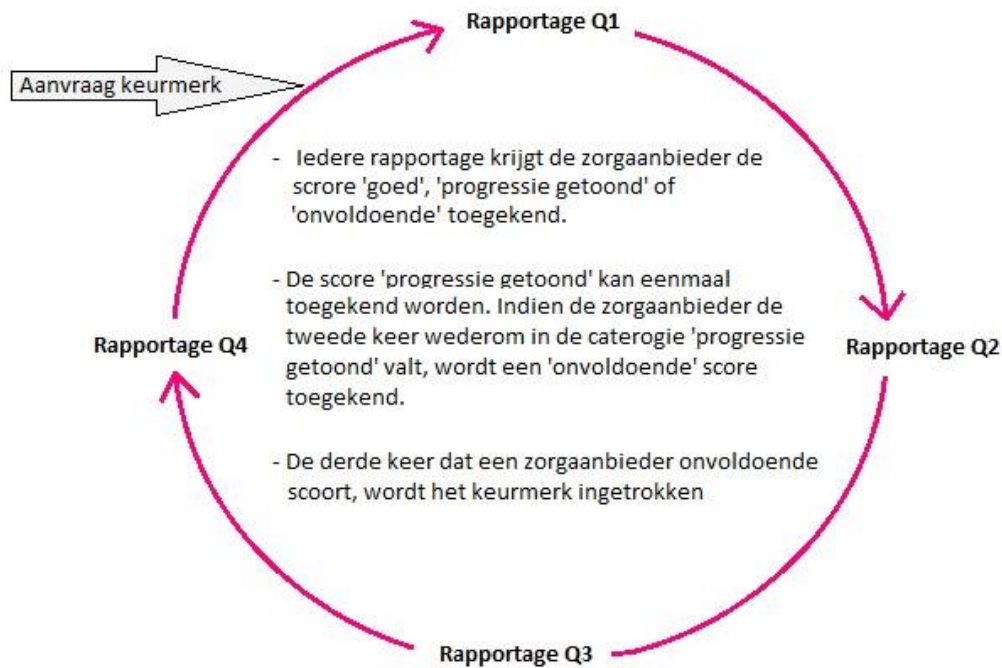 Rapportage Q1
Aanvraag keurmerk
- Iedere rapportage krijgt de zorgaanbieder de
scrore 'goed', 'progressie getoond' of
'onvoldoende' toegekend.
- De score 'progressie getoond' kan eenmaal
toegekend worden. Indien de zorgaanbieder de
tweede keer wederom in de caterogie 'progressie
getoond' valt, wordt een 'onvoldoende' score
toegekend.
- De derde keer dat een zorgaanbieder onvoldoende
scoort, wordt het keurmerk ingetrokken
Rapportage Q4
Rapportage Q2
Rapportage Q3